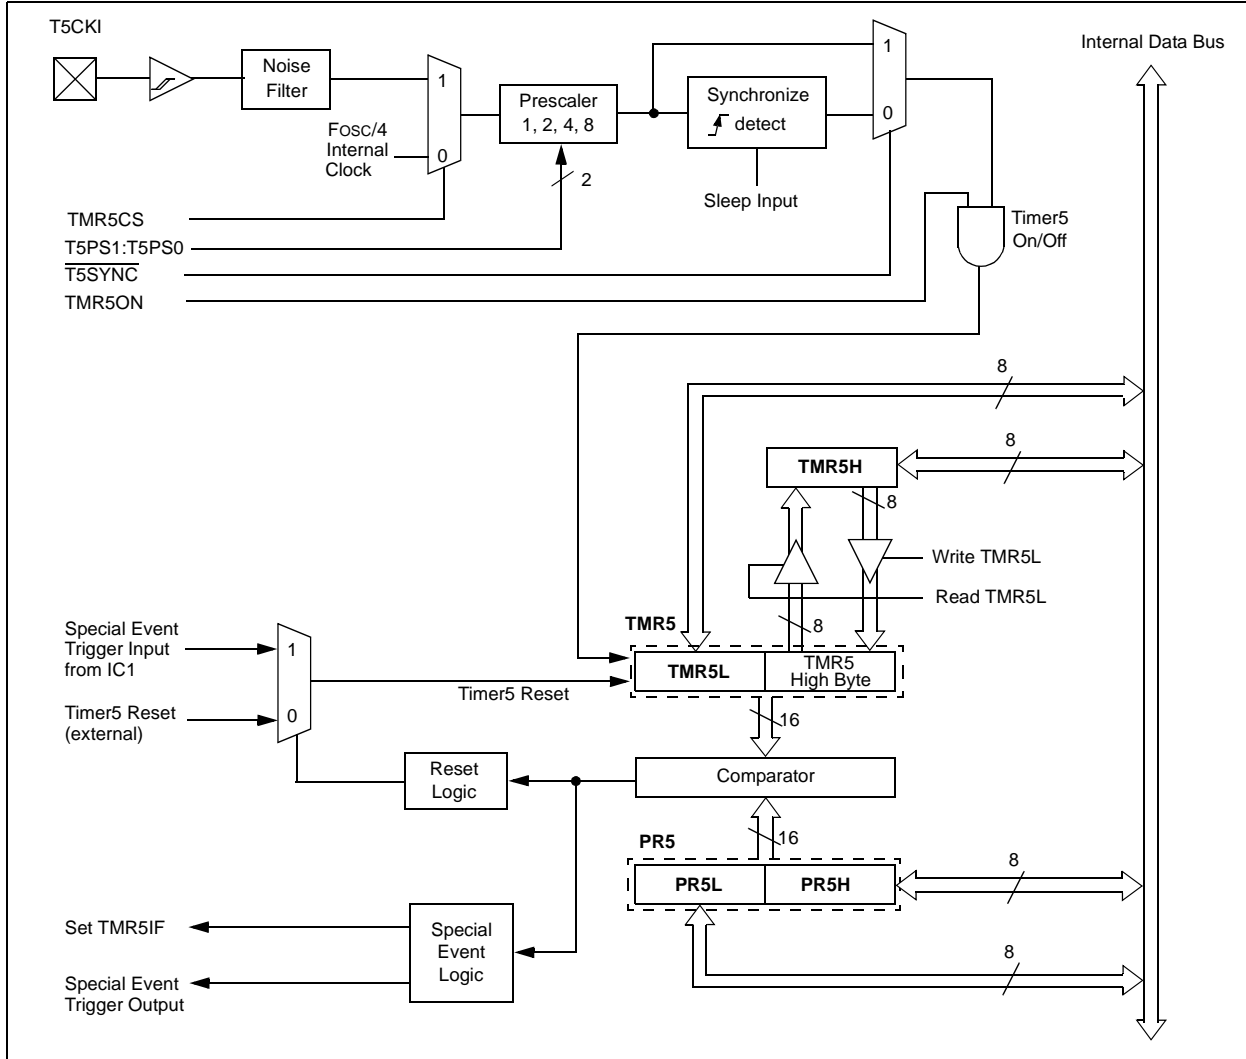 T5CKI
Internal Data Bus
Noise
Filter
1
0
FOSC/4
Internal
Clock
Prescaler
1, 2, 4, 8
2
Synchronize
detect
Sleep Input
1
0
TMR5CS
T5PS1:T5PS0
T5SYNC
TMR5ON
Timer5
On/Off
8
8
TMR5H
8
Write TMR5L
Read TMR5L
8
TMR5
TMR5L
TMR5
High Byte
Special Event
Trigger Input
from IC1
1
0
Timer5 Reset
(external)
Timer5 Reset
16
Reset
Logic
Comparator
16
PR5
PR5L
PR5H
8
Set TMR5IF
Special
Event
Logic
Special Event
Trigger Output
8